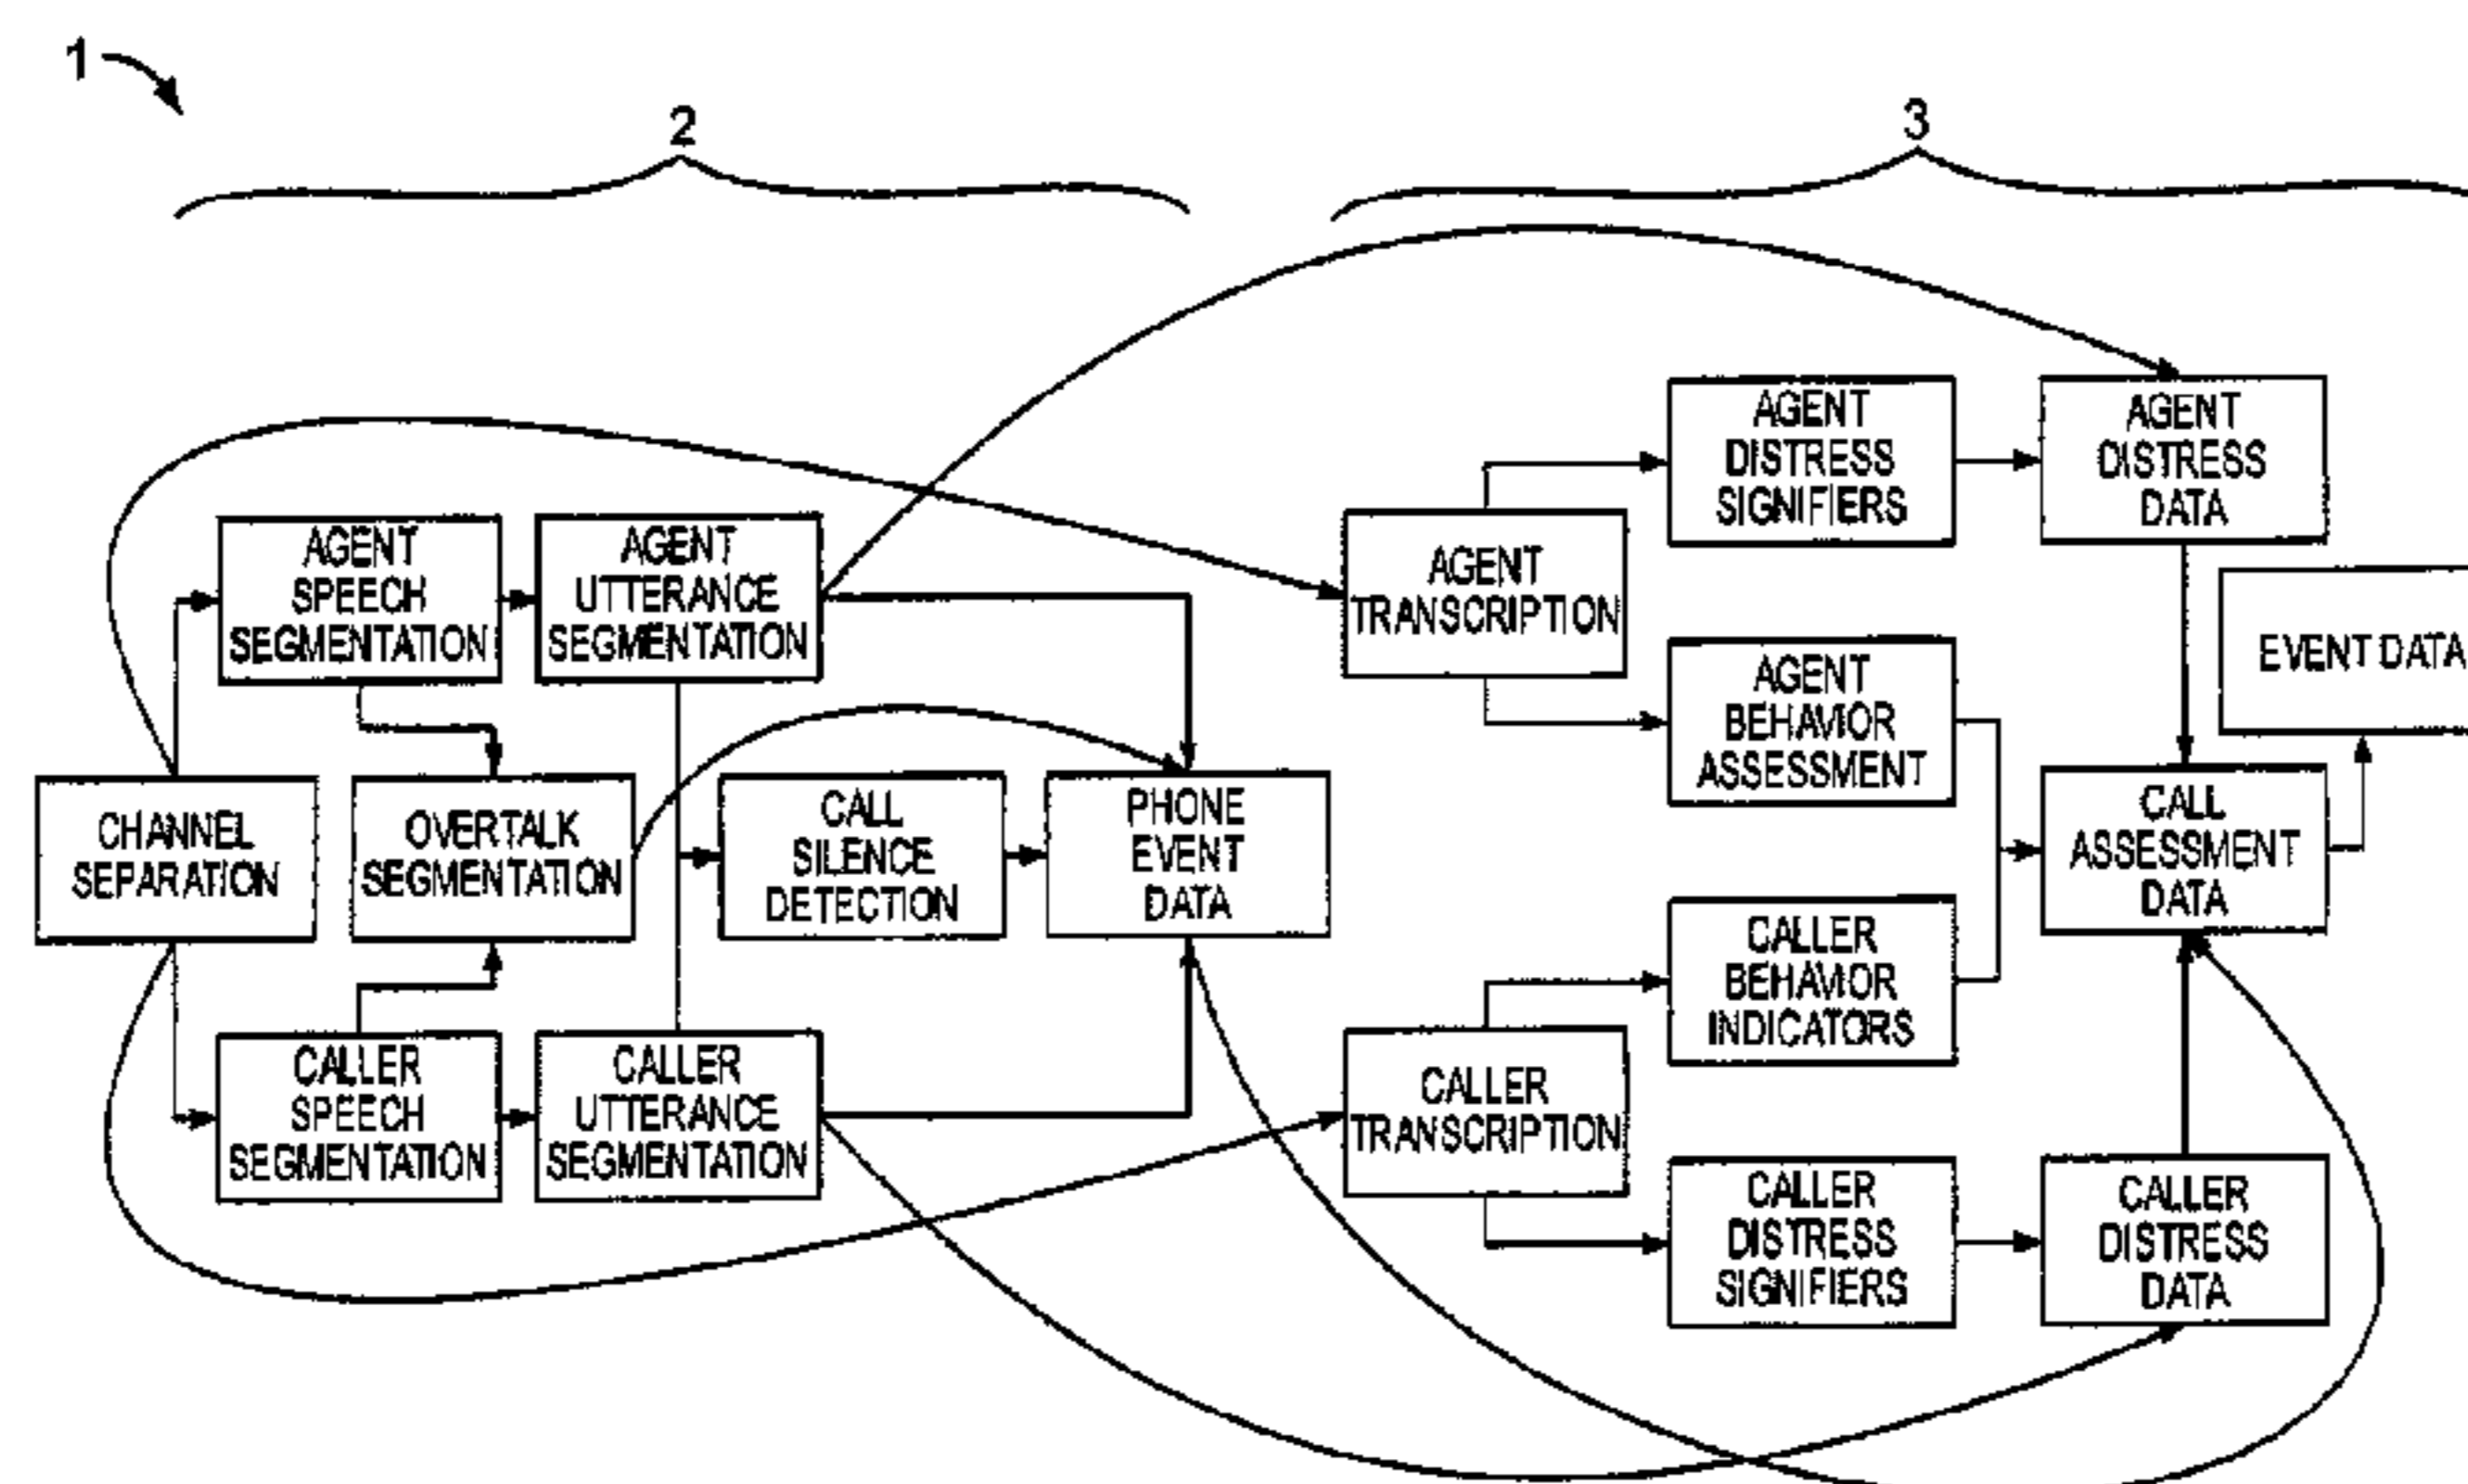 1
2
3
AGENT
SPEECH
SEGMENTATION
AGENT
UTTERANCE
SEGMENTATION
CHANNEL
SEPARATION
OVERTALK
SEGMENTATION
CALL
SILENCE
DETECTION
PHONE
EVENT
DATA
CALLER
SPEECH
SEGMENTATION
CALLER
UTTERANCE
SEGMENTATION
AGENT
TRANSCRIPTION
AGENT
DISTRESS
SIGNIFIERS
AGENT
DISTRESS
DATA
AGENT
BEHAVIOR
ASSESSMENT
EVENT DATA
CALL
ASSESSMENT
DATA
CALLER
BEHAVIOR
INDICATORS
CALLER
TRANSCRIPTION
CALLER
DISTRESS
SIGNIFIERS
CALLER
DISTRESS
DATA